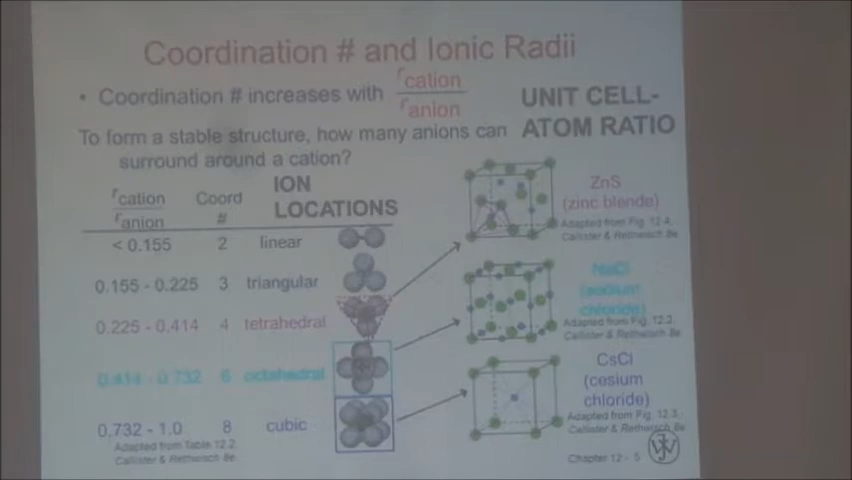 Coordination # and Ionic Radii
• Coordination # increases with r cation / r anion
UNIT CELL-
ATOM RATIO
To form a stable structure, how many anions can
surround around a cation?
ION
LOCATIONS
r cation / r anion
Coord
#
< 0.155 2 linear
0.155 - 0.225 3 triangular
0.225 - 0.414 4 tetrahedral
0.414 - 0.732 6 octahedral
0.732 - 1.0 8 cubic
Adapted from Table 12.2,
Callister & Rethwisch 8e.
ZnS
(zinc blende)
Adapted from Fig. 12.4,
Callister & Rethwisch 8e.
NaCl
(sodium
chloride)
Adapted from Fig. 12.2,
Callister & Rethwisch 8e.
CsCl
(cesium
chloride)
Adapted from Fig. 12.3,
Callister & Rethwisch 8e.
Chapter 12 - 5